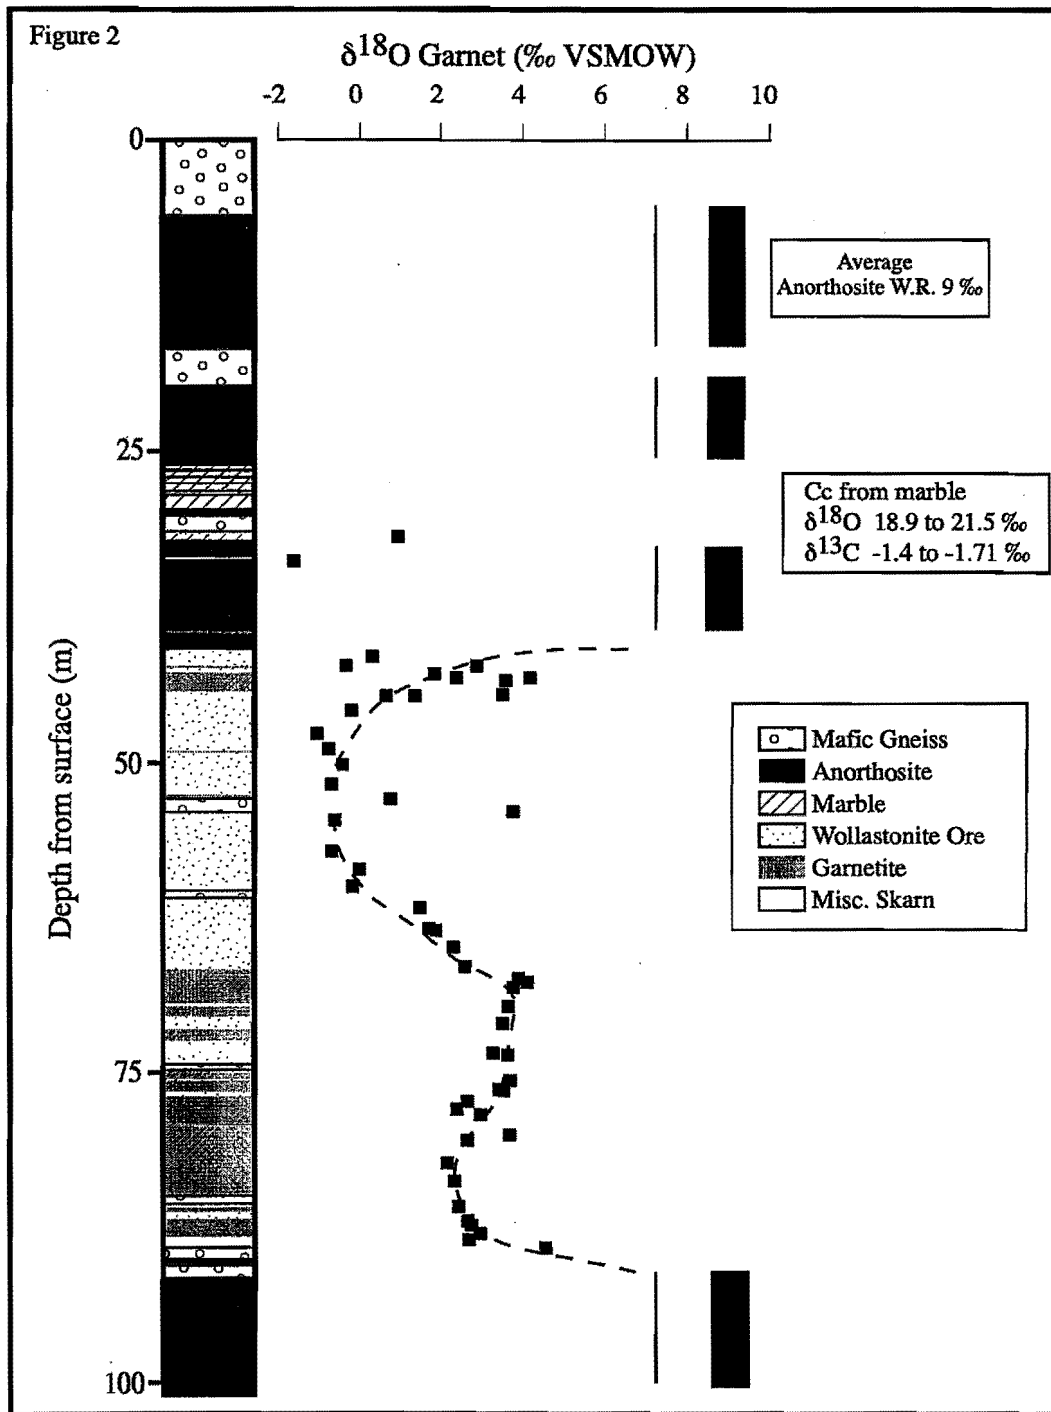 Figure 2
δ18O Garnet (‰ VSMOW)
-2 0 2 4 6 8 10
0
Average
Anorthosite W.R. 9 ‰
25
Cc from marble
δ18O 18.9 to 21.5 ‰
δ13C -1.4 to -1.71 ‰
Depth from surface (m)
Mafic Gneiss
50
Anorthosite
Marble
Wollastonite Ore
Garnetite
Misc. Skarn
75
100